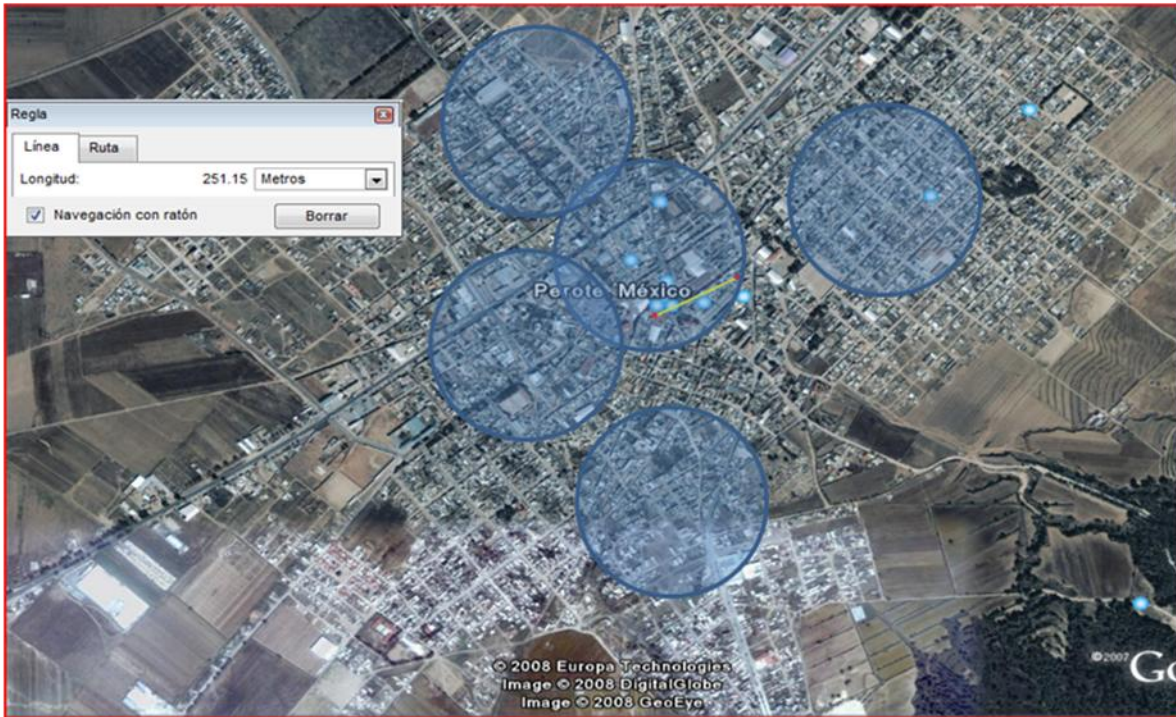 Regla
Línea
Ruta
Longitud:
251.15
Metros
Navegación con ratón
Borrar
Perote, México
© 2008 Europa Technologies
Image © 2008 DigitalGlobe
Image © 2008 GeoEye
©2007
Go